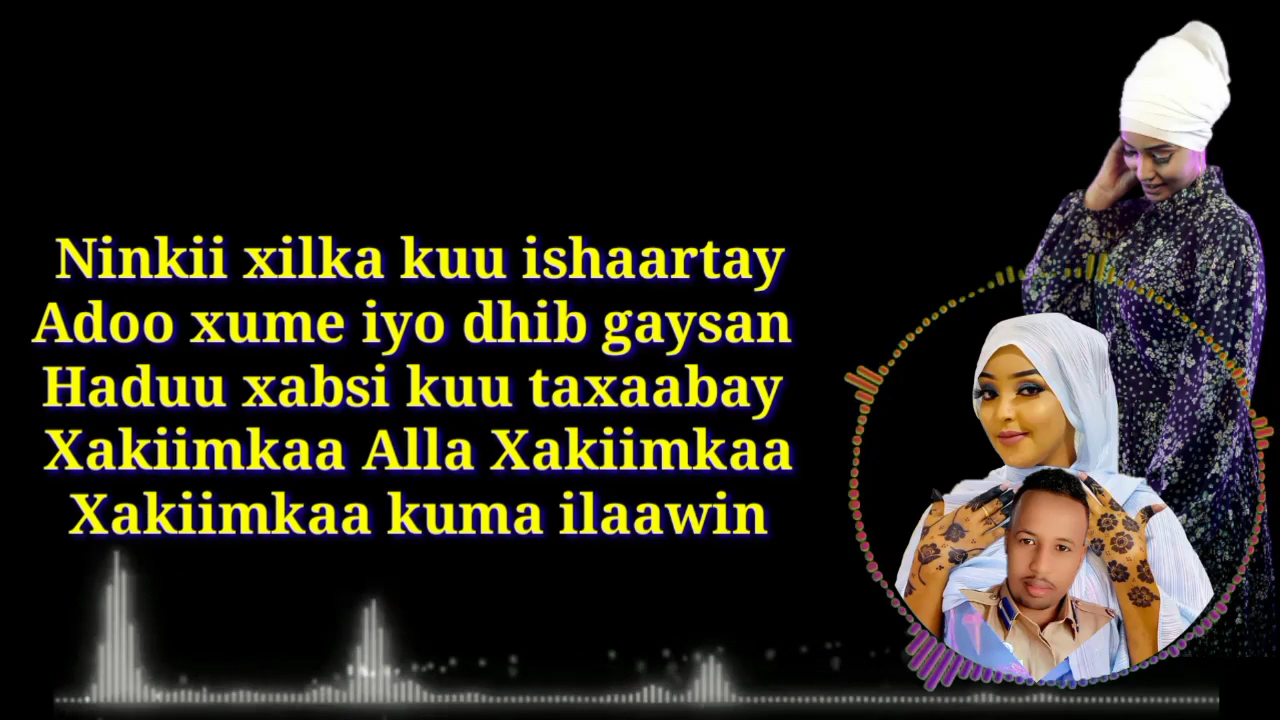 Ninkii xilka kuu ishaartay
Adoo xume iyo dhib gaysan
Haduu xabsi kuu taxaabay
Xakiimkaa Alla Xakiimkaa
Xakiimkaa kuma ilaawin